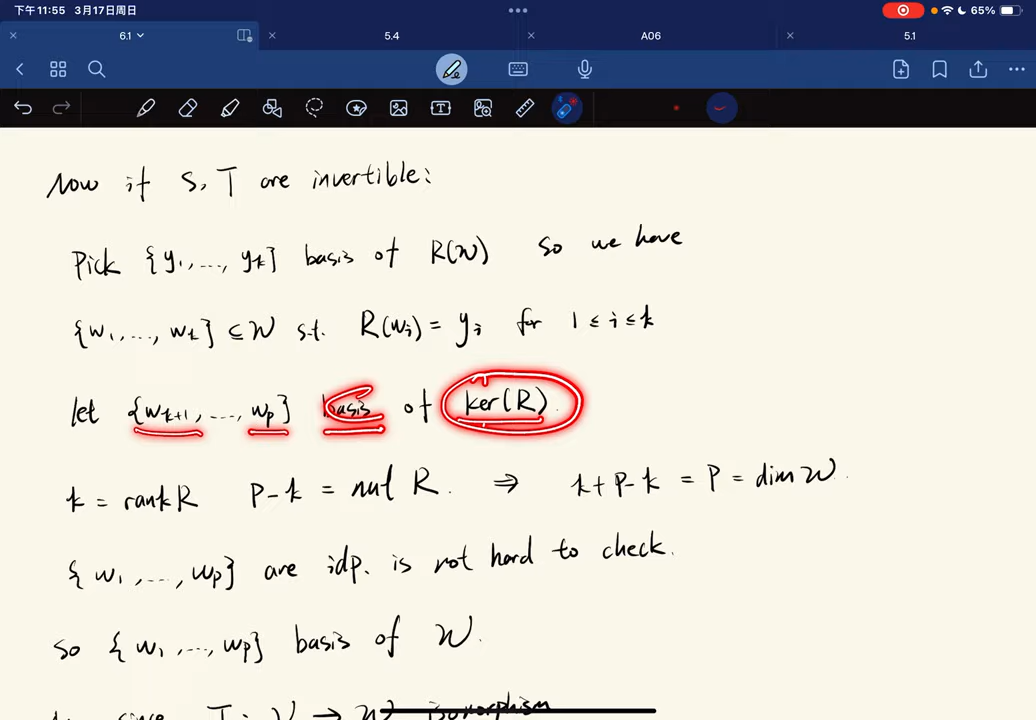 下午11:55 3月17日周日
65%
6.1
5.4
A06
5.1
Now if S, T are invertible:
Pick {y₁, ..., yₖ} basis of R(W) so we have
{w₁, ..., wₖ} ⊆ W s.t. R(wᵢ) = yᵢ for 1 ≤ i ≤ k
let {wₖ₊₁, ..., wₚ} basis of ker(R).
k = rank R P-k = nul R. ⇒ k+P-k = P = dim W.
{w₁, ..., wₚ} are idp. is not hard to check.
so {w₁, ..., wₚ} basis of W.
since T: V → W isomorphism